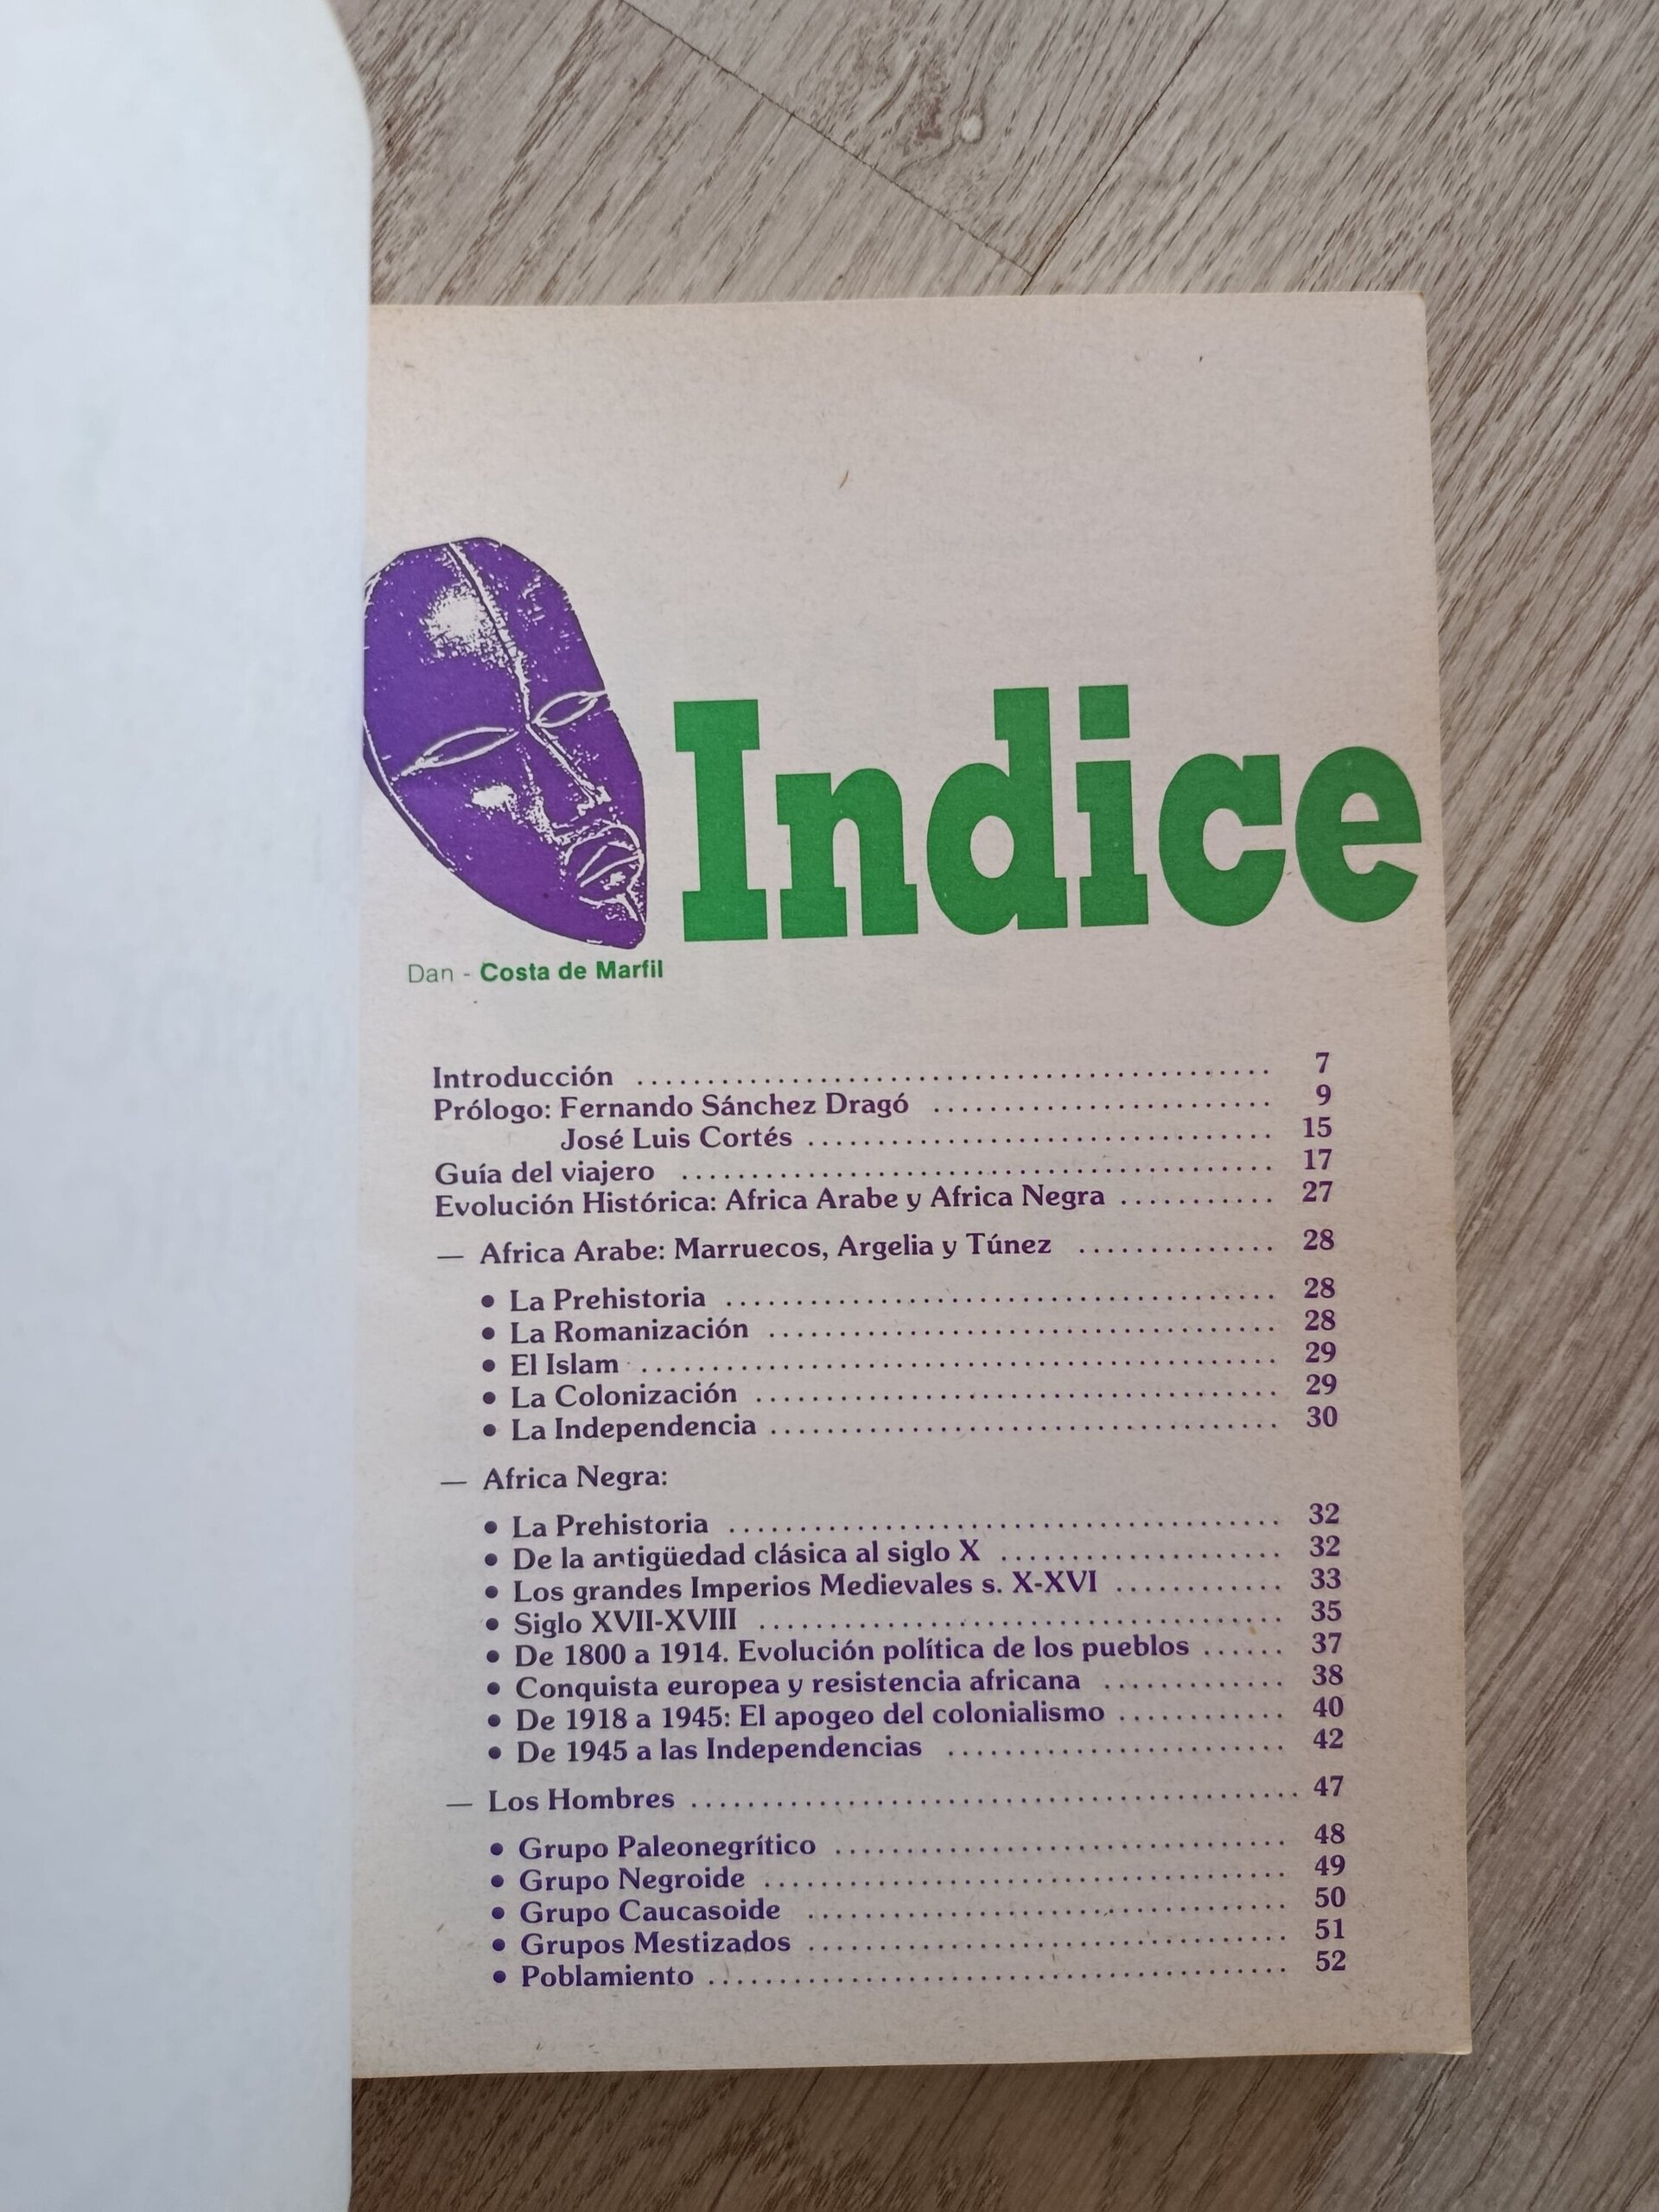 Indice
Dan - Costa de Marfil
Introducción ............................................ 7
Prólogo: Fernando Sánchez Dragó ........................ 9
José Luis Cortés ................................. 15
Guía del viajero .......................................... 17
Evolución Histórica: Africa Arabe y Africa Negra ........... 27
— Africa Arabe: Marruecos, Argelia y Túnez .............. 28
• La Prehistoria ....................................... 28
• La Romanización .................................... 28
• El Islam ............................................. 29
• La Colonización ..................................... 29
• La Independencia .................................... 30
— Africa Negra:
• La Prehistoria ....................................... 32
• De la antigüedad clásica al siglo X .................... 32
• Los grandes Imperios Medievales s. X-XVI ............ 33
• Siglo XVII-XVIII ..................................... 35
• De 1800 a 1914. Evolución política de los pueblos ...... 37
• Conquista europea y resistencia africana ............. 38
• De 1918 a 1945: El apogeo del colonialismo ............ 40
• De 1945 a las Independencias ........................ 42
— Los Hombres ........................................... 47
• Grupo Paleonegrítico ................................ 48
• Grupo Negroide ..................................... 49
• Grupo Caucasoide .................................. 50
• Grupos Mestizados .................................. 51
• Poblamiento ......................................... 52